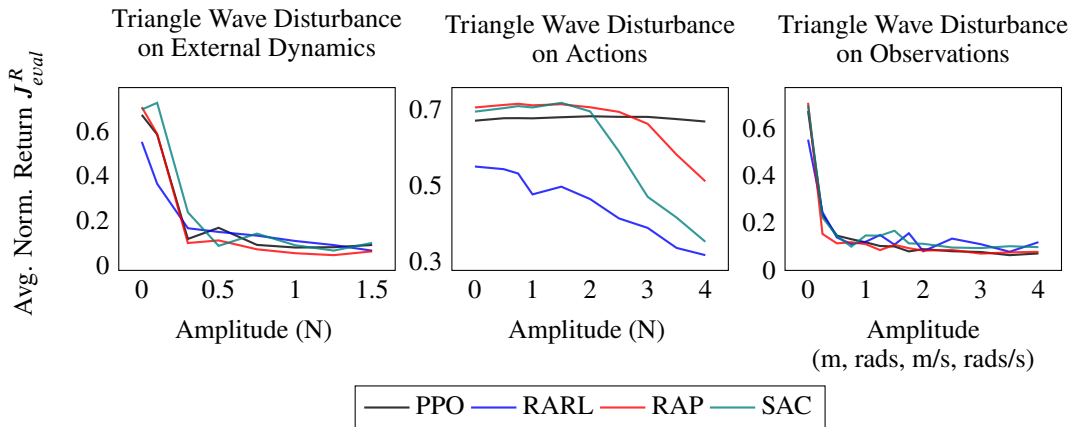 Triangle Wave Disturbance
on External Dynamics
Triangle Wave Disturbance
on Actions
Triangle Wave Disturbance
on Observations
Avg. Norm. Return J^R_eval
0.6
0.4
0.2
0
0 0.5 1 1.5
Amplitude (N)
0.7
0.5
0.3
0 1 2 3 4
Amplitude (N)
0.6
0.4
0.2
0
0 1 2 3 4
Amplitude
(m, rads, m/s, rads/s)
PPO RARL RAP SAC